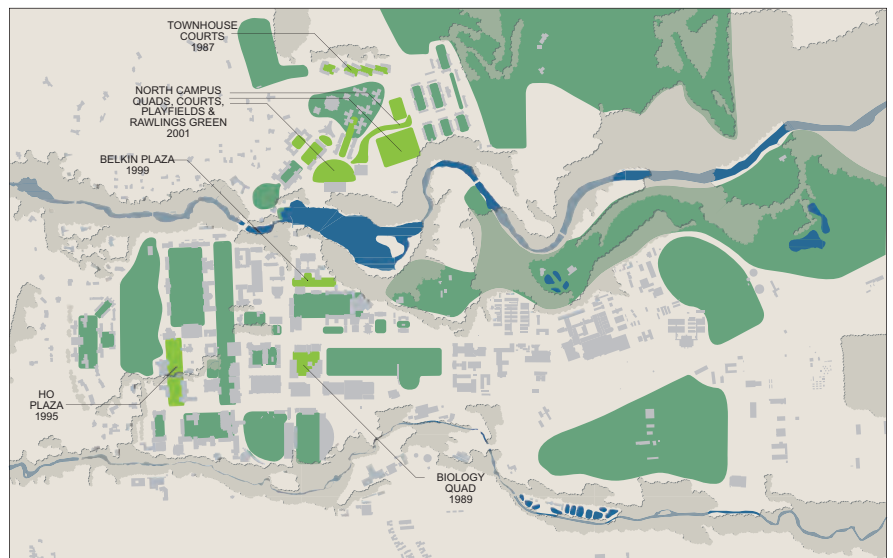 TOWNHOUSE
COURTS
1987
NORTH CAMPUS
QUADS, COURTS,
PLAYFIELDS &
RAWLINGS GREEN
2001
BELKIN PLAZA
1999
HO
PLAZA
1995
BIOLOGY
QUAD
1989